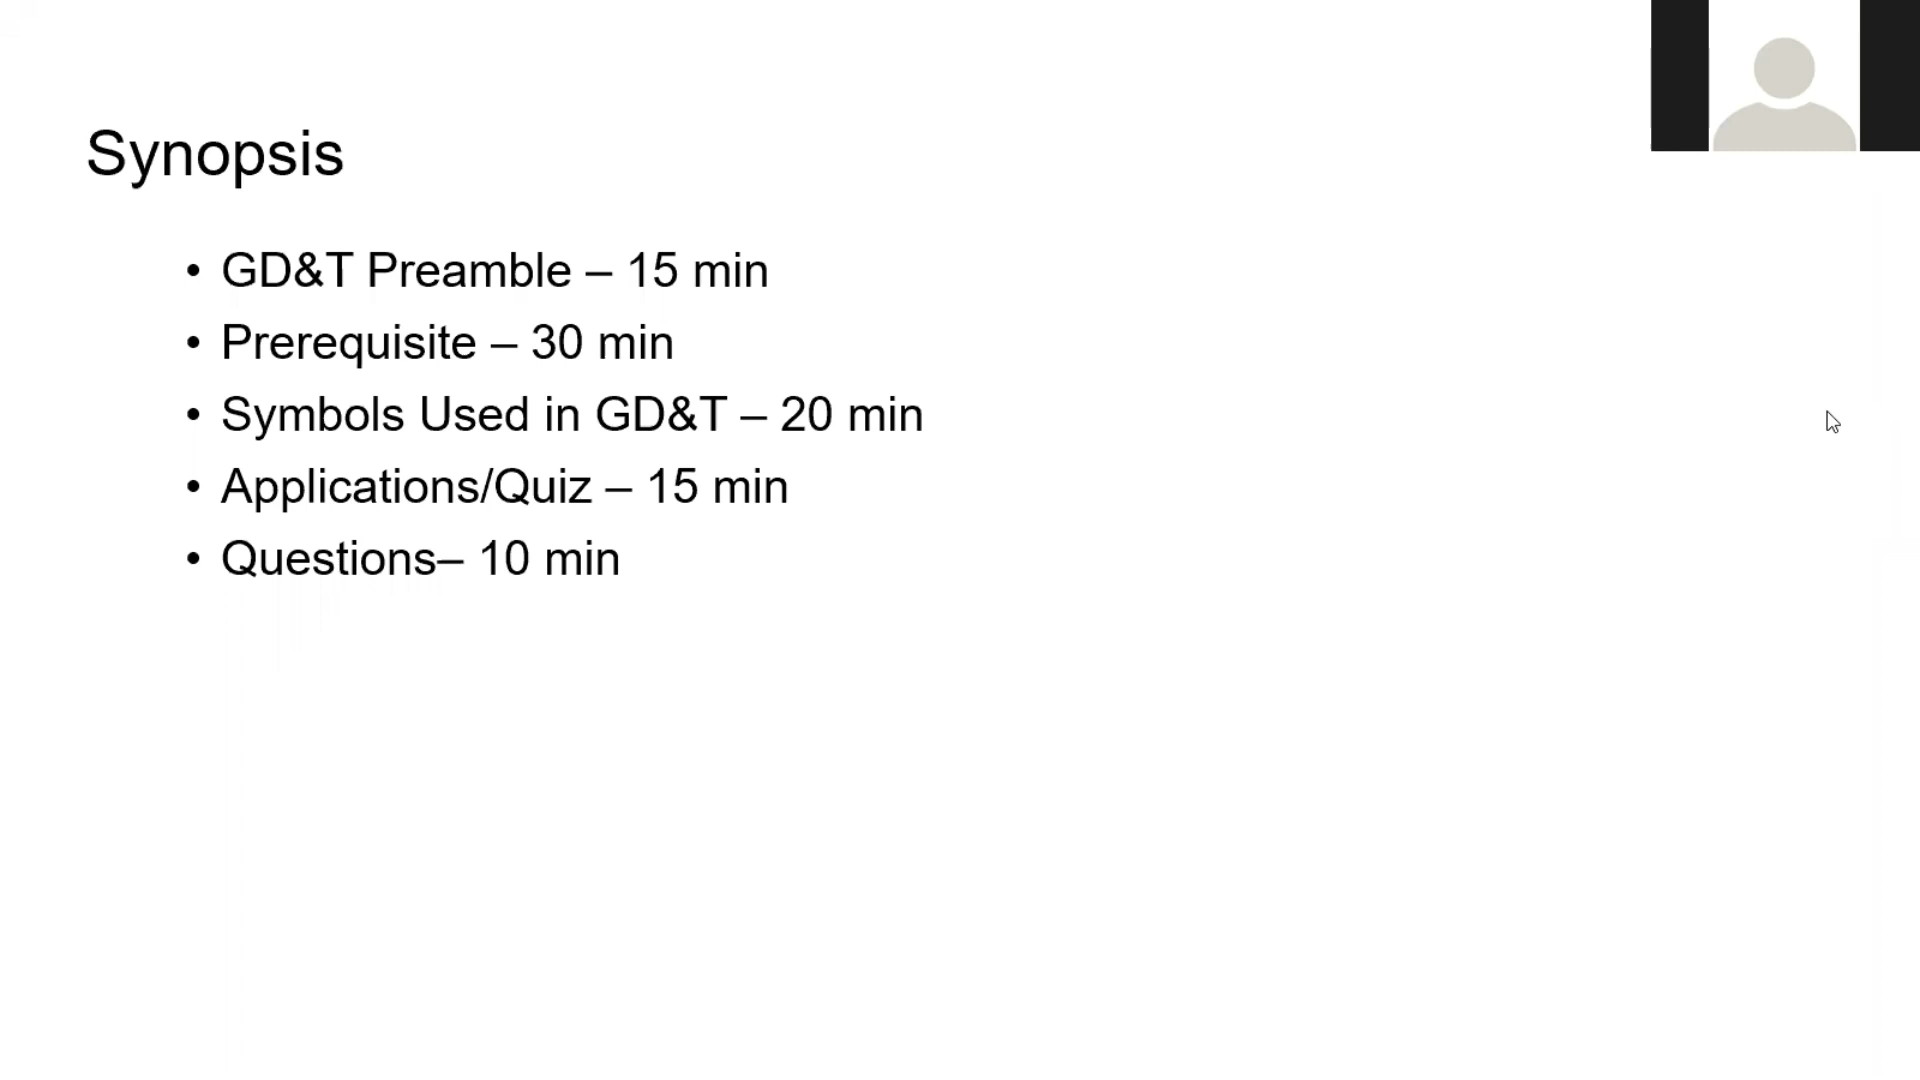 Synopsis
• GD&T Preamble – 15 min
• Prerequisite – 30 min
• Symbols Used in GD&T – 20 min
• Applications/Quiz – 15 min
• Questions– 10 min